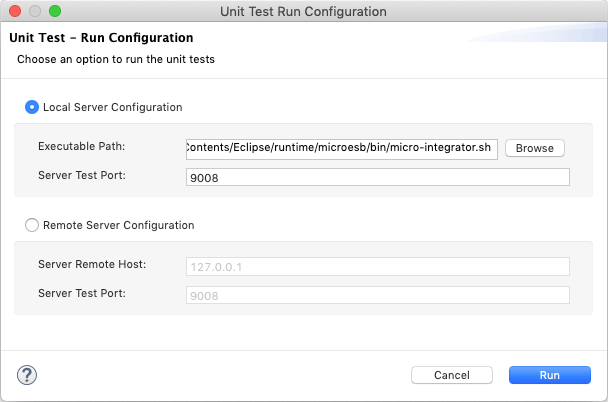 Unit Test Run Configuration
Unit Test – Run Configuration
Choose an option to run the unit tests
Local Server Configuration
Executable Path: Contents/Eclipse/runtime/microesb/bin/micro-integrator.sh Browse
Server Test Port: 9008
Remote Server Configuration
Server Remote Host: 127.0.0.1
Server Test Port: 9008
? Cancel Run